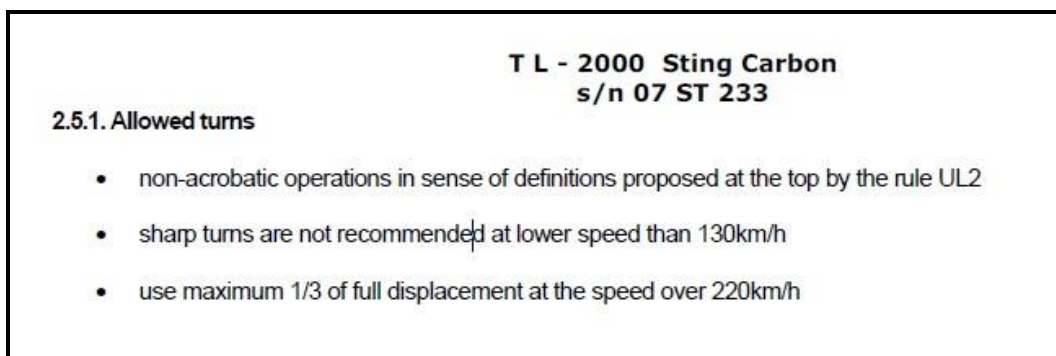 T L - 2000 Sting Carbon
s/n 07 ST 233
2.5.1. Allowed turns
• non-acrobatic operations in sense of definitions proposed at the top by the rule UL2
• sharp turns are not recommended at lower speed than 130km/h
• use maximum 1/3 of full displacement at the speed over 220km/h